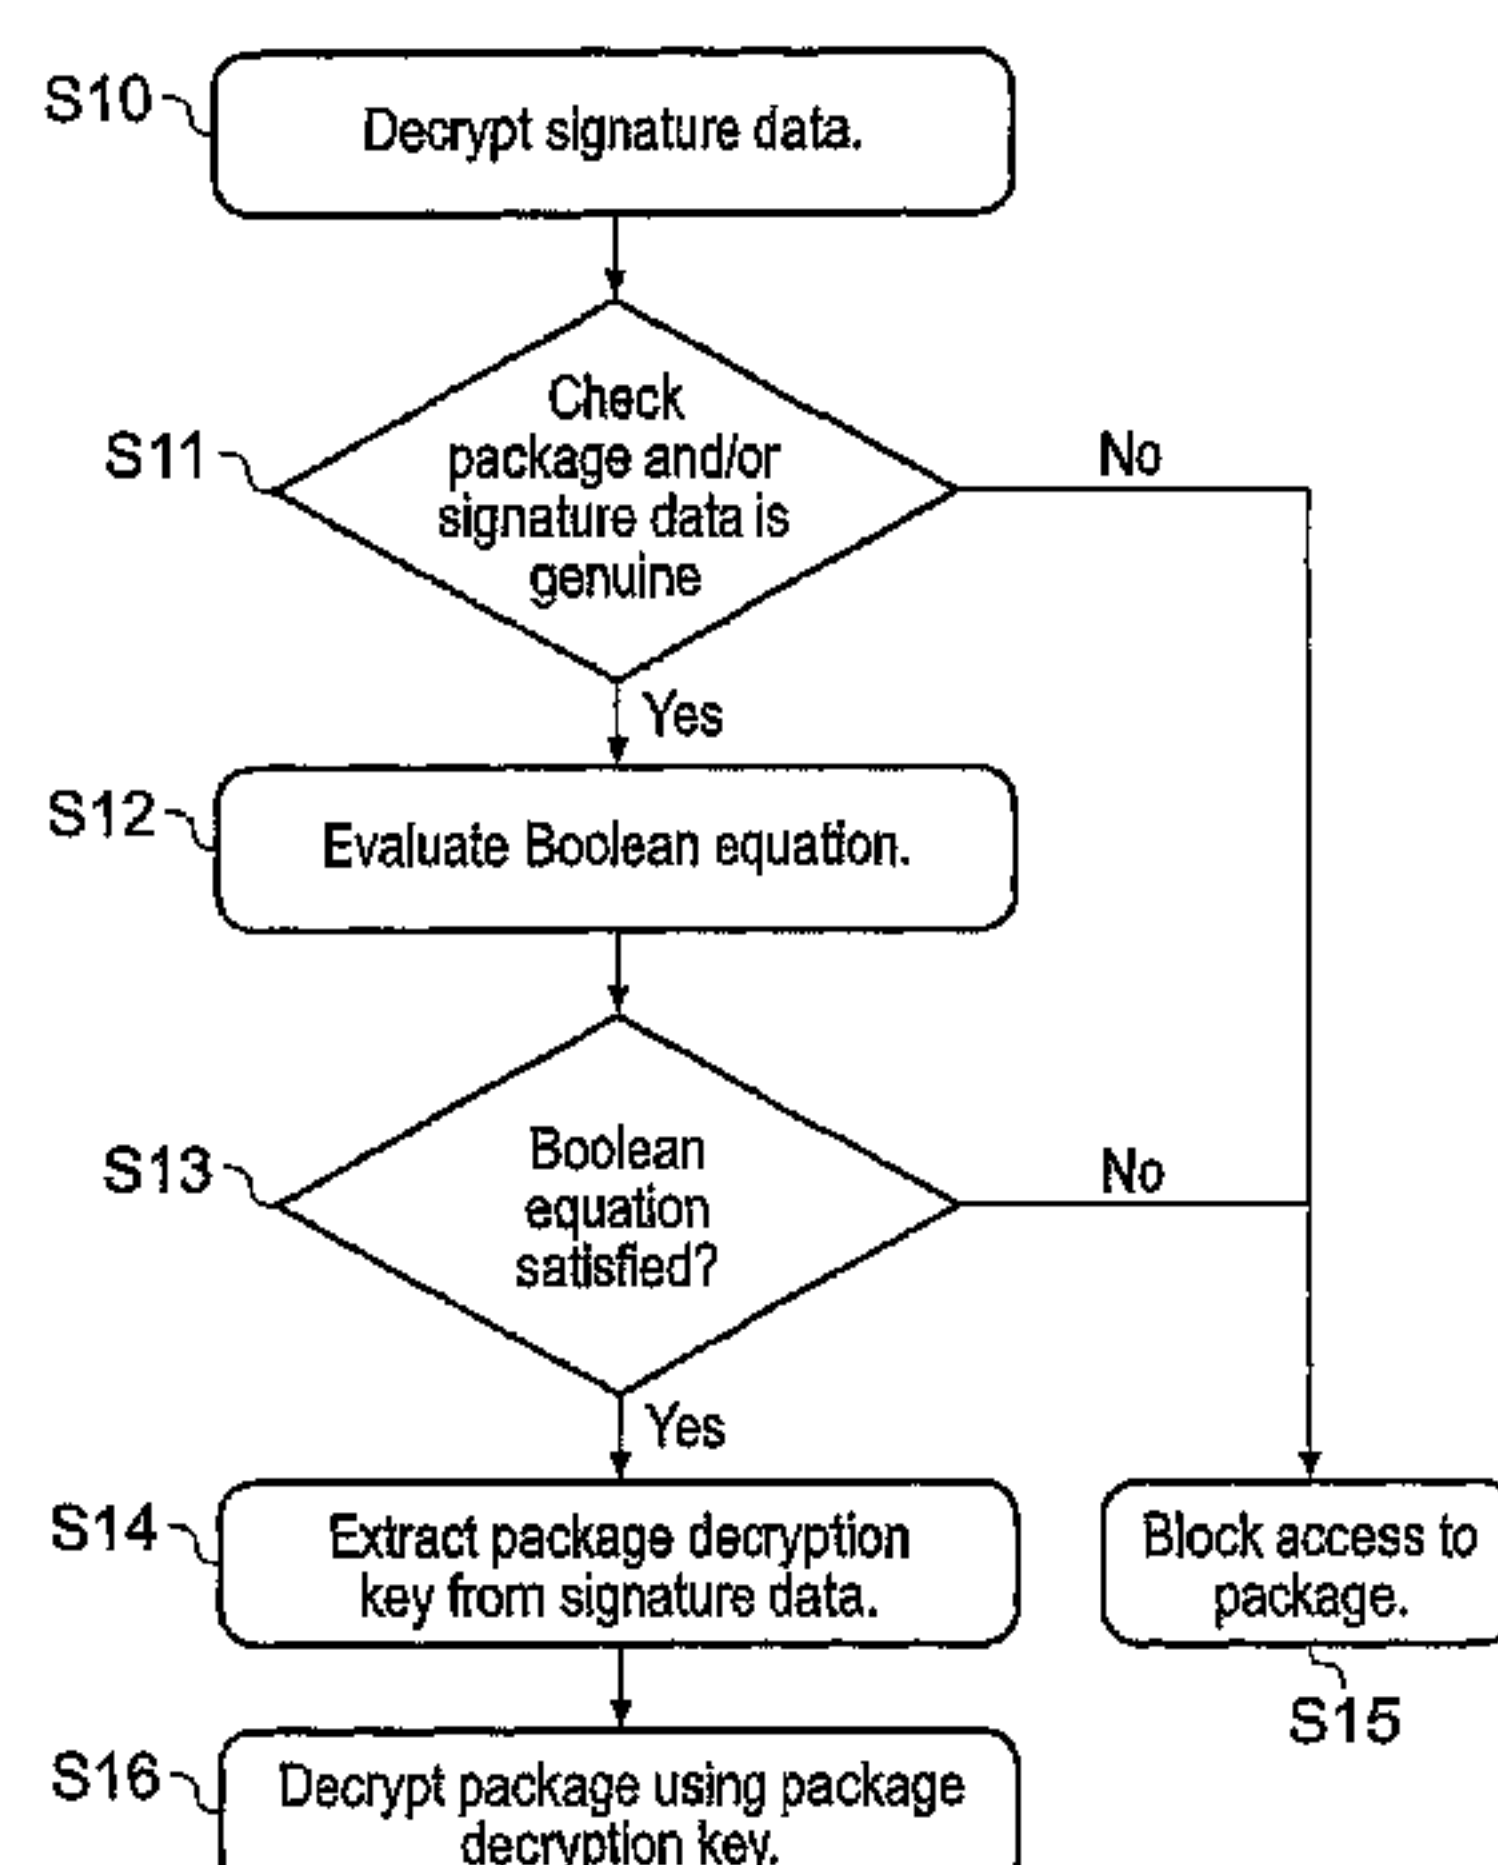 S10
Decrypt signature data.
S11
Check
package and/or
signature data is
genuine
No
Yes
S12
Evaluate Boolean equation.
S13
Boolean
equation
satisfied?
No
Yes
S14
Extract package decryption
key from signature data.
Block access to
package.
S15
S16
Decrypt package using package
decryption key.